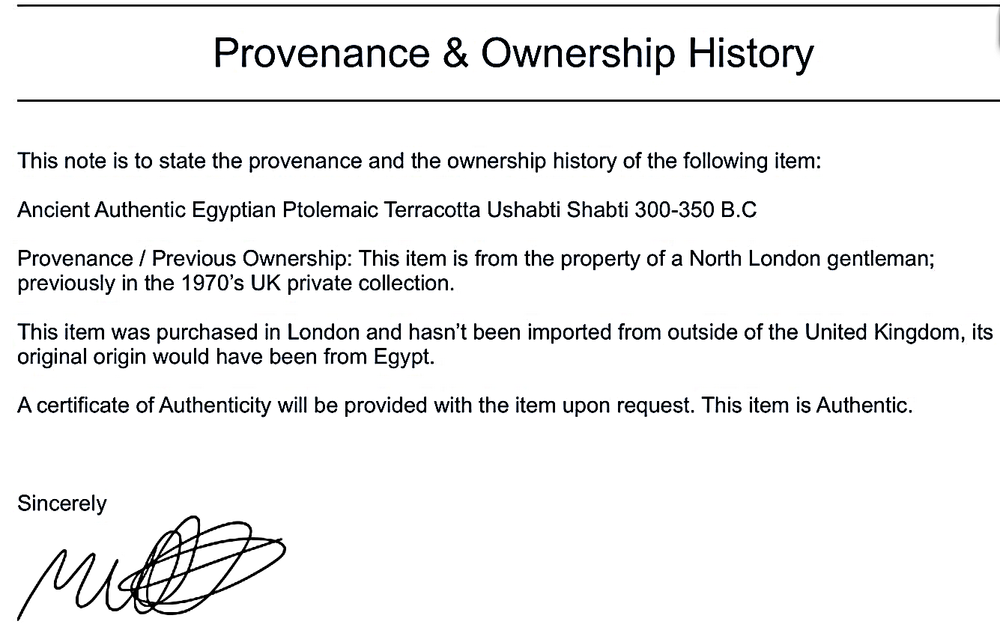 Provenance & Ownership History
This note is to state the provenance and the ownership history of the following item:
Ancient Authentic Egyptian Ptolemaic Terracotta Ushabti Shabti 300-350 B.C
Provenance / Previous Ownership: This item is from the property of a North London gentleman;
previously in the 1970’s UK private collection.
This item was purchased in London and hasn’t been imported from outside of the United Kingdom, its
original origin would have been from Egypt.
A certificate of Authenticity will be provided with the item upon request. This item is Authentic.
Sincerely